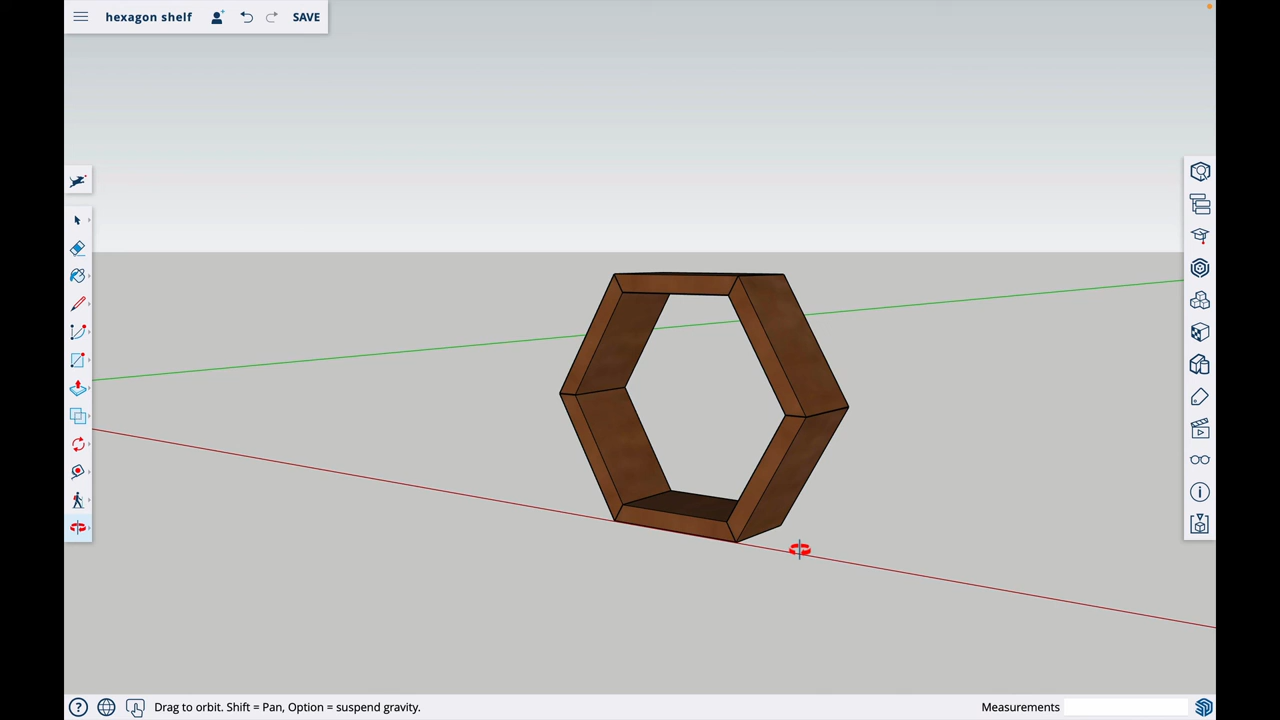 hexagon shelf
SAVE
Drag to orbit. Shift = Pan, Option = suspend gravity.
Measurements